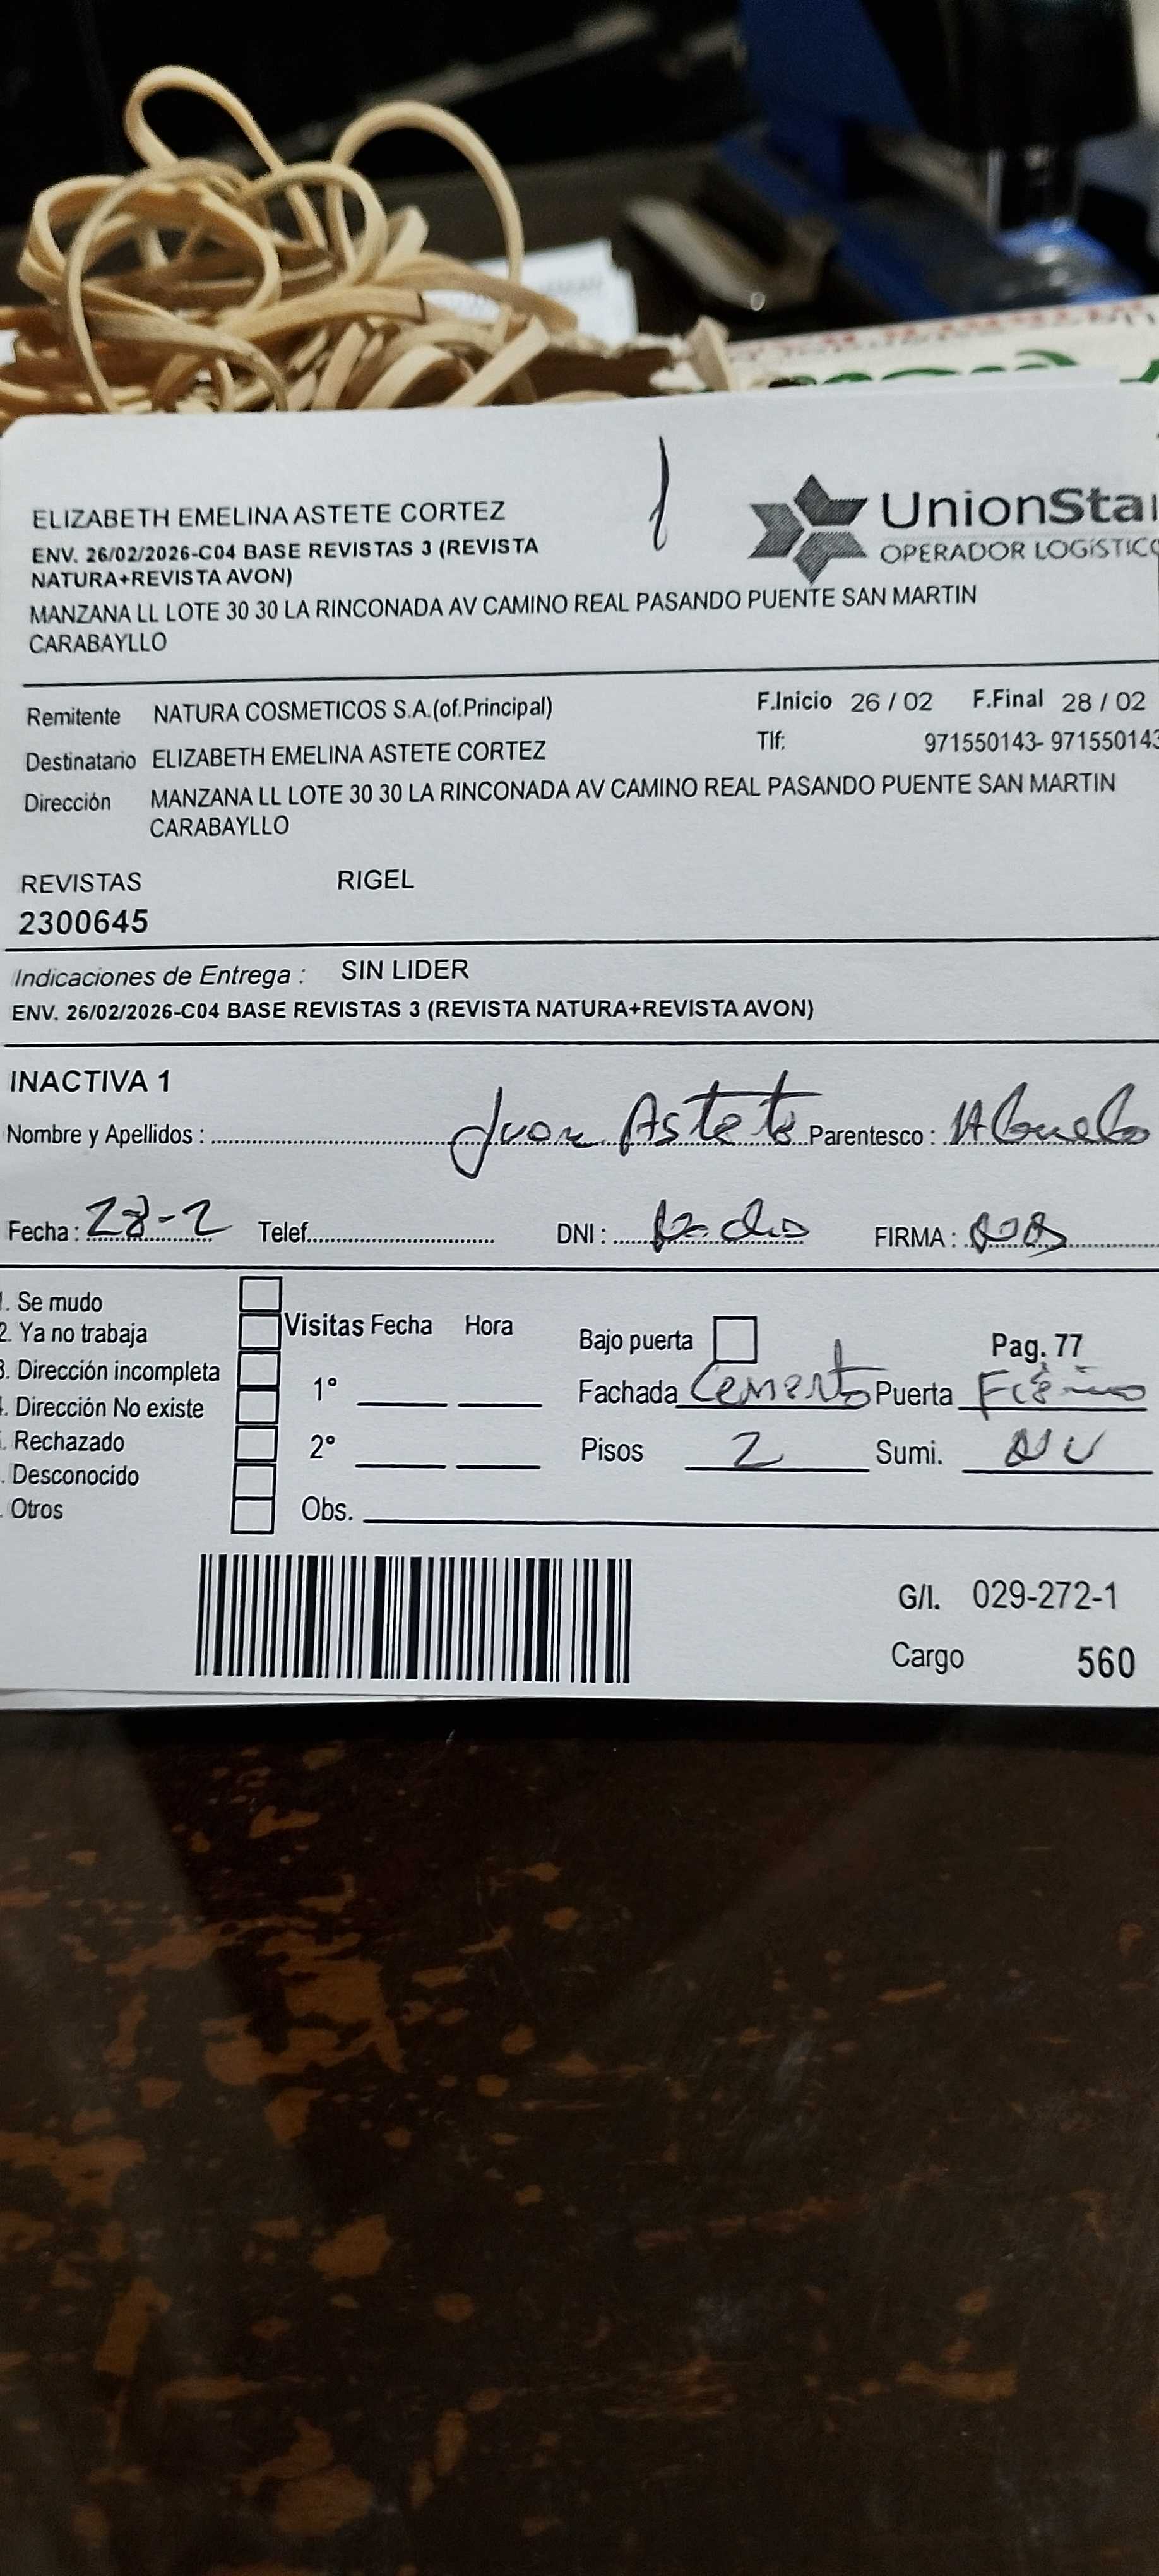 ELIZABETH EMELINA ASTETE CORTEZ
UnionSta
OPERADOR LOGÍSTICO
ENV. 26/02/2026-C04 BASE REVISTAS 3 (REVISTA
NATURA+REVISTA AVON)
MANZANA LL LOTE 30 30 LA RINCONADA AV CAMINO REAL PASANDO PUENTE SAN MARTIN
CARABAYLLO
Remitente NATURA COSMETICOS S.A.(of.Principal) F.Inicio 26 / 02 F.Final 28 / 02
Destinatario ELIZABETH EMELINA ASTETE CORTEZ Tlf: 971550143- 971550143
Dirección MANZANA LL LOTE 30 30 LA RINCONADA AV CAMINO REAL PASANDO PUENTE SAN MARTIN
CARABAYLLO
REVISTAS RIGEL
2300645
Indicaciones de Entrega : SIN LIDER
ENV. 26/02/2026-C04 BASE REVISTAS 3 (REVISTA NATURA+REVISTA AVON)
INACTIVA 1
Nombre y Apellidos : Juan Astete Parentesco : Abuelo
Fecha : 28-2 Telef. DNI : FIRMA :
. Se mudo
2. Ya no trabaja
3. Dirección incompleta
. Dirección No existe
. Rechazado
. Desconocido
. Otros
Visitas Fecha Hora
1°
2°
Obs.
Bajo puerta Pag. 77
Fachada Cemento Puerta Fierro
Pisos 2 Sumi.
G/I. 029-272-1
Cargo 560